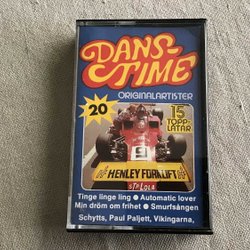 DANS-
TIME
ORIGINALARTISTER
20
15
TOPP-
LÅTAR
9
HENLEY FORKLIFT
STP LOLA
Tinge linge ling ● Automatic lover
Min dröm om frihet ● Smurfsången
Schytts, Paul Paljett, Vikingarna,